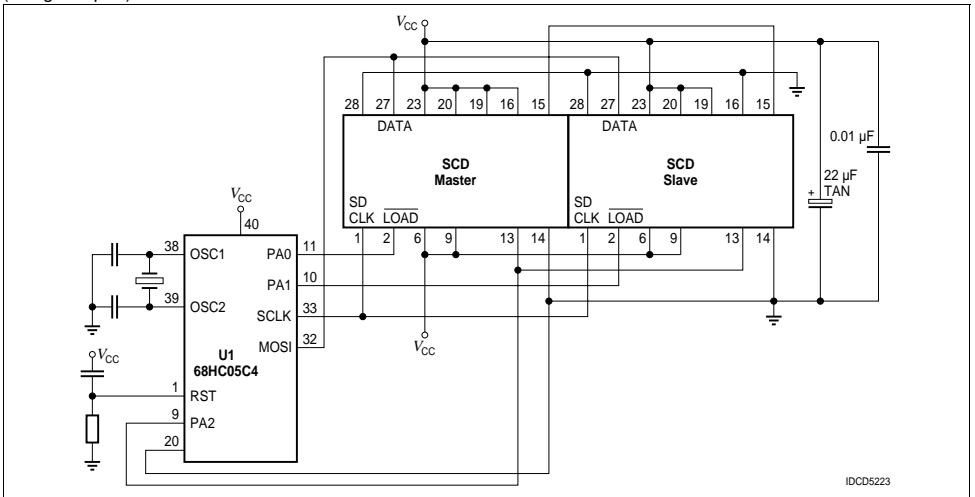 VCC
28 27 23 20 19 16 15 28 27 23 20 19 16 15
DATA DATA
SCD
Master
SCD
Slave
0.01 µF
22 µF
+ TAN
SD
CLK LOAD
SD
CLK LOAD
1 2 6 9 13 14 1 2 6 9 13 14
VCC
40
38 OSC1 PA0 11
PA1 10
39 OSC2 SCLK 33
MOSI 32
VCC
VCC
U1
68HC05C4
1 RST
9 PA2
20
IDCD5223